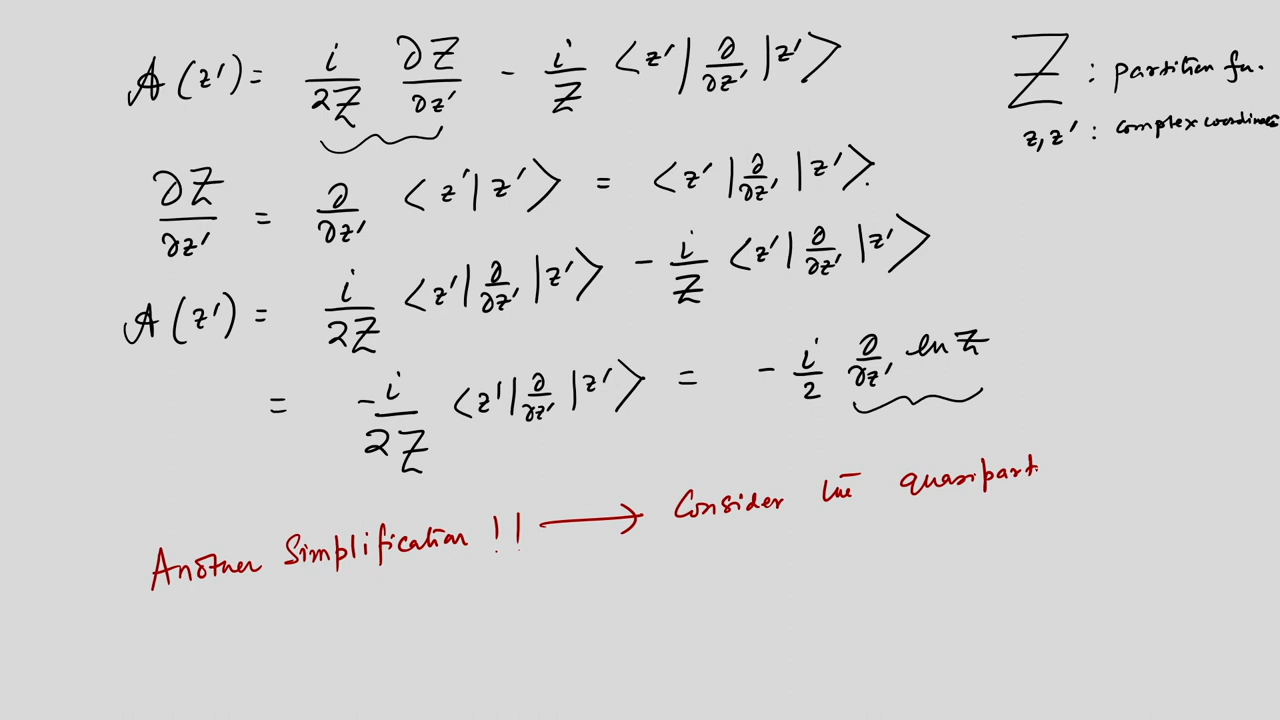 𝒜(z') = i/2Z ∂Z/∂z' - i/Z ⟨z'| ∂/∂z' |z'⟩
Z : partition fn.
z, z' : complex coordinates
∂Z/∂z' = ∂/∂z' ⟨z'|z'⟩ = ⟨z'| ∂/∂z' |z'⟩.
𝒜(z') = i/2Z ⟨z'| ∂/∂z' |z'⟩ - i/Z ⟨z'| ∂/∂z' |z'⟩
= -i/2Z ⟨z'| ∂/∂z' |z'⟩ = - i/2 ∂/∂z' ln Z
Another Simplification !! ⟶ Consider the quasipart